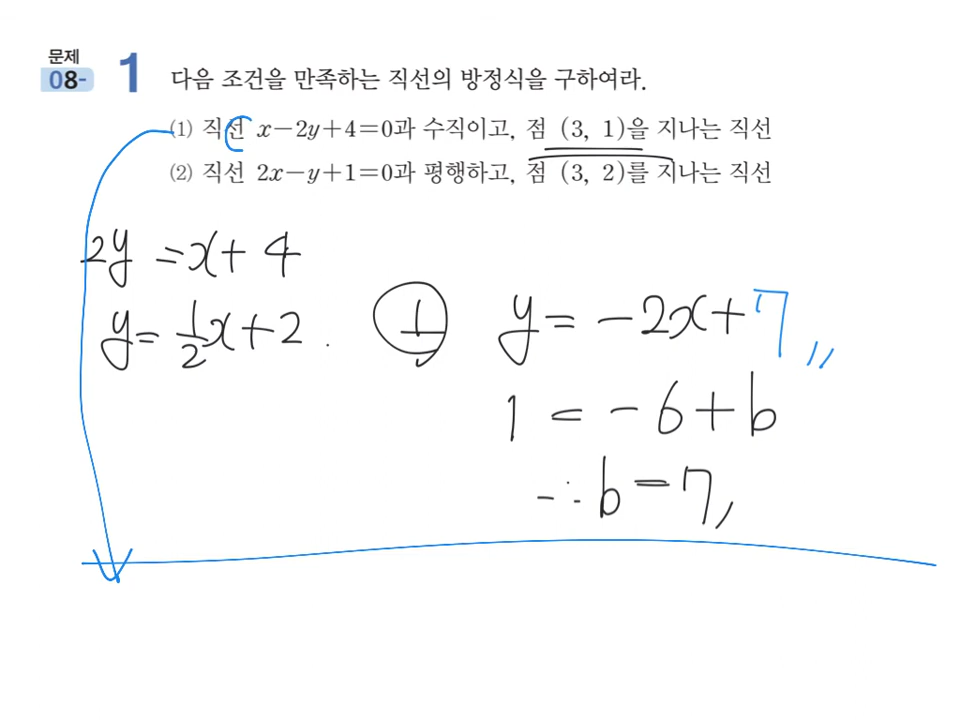 문제
08- 1 다음 조건을 만족하는 직선의 방정식을 구하여라.
(1) 직선 x−2y+4=0과 수직이고, 점 (3, 1)을 지나는 직선
(2) 직선 2x−y+1=0과 평행하고, 점 (3, 2)를 지나는 직선
2y = x + 4
y = 1/2 x + 2
⊥
y = −2x + 7
1 = −6 + b
∴ b = 7